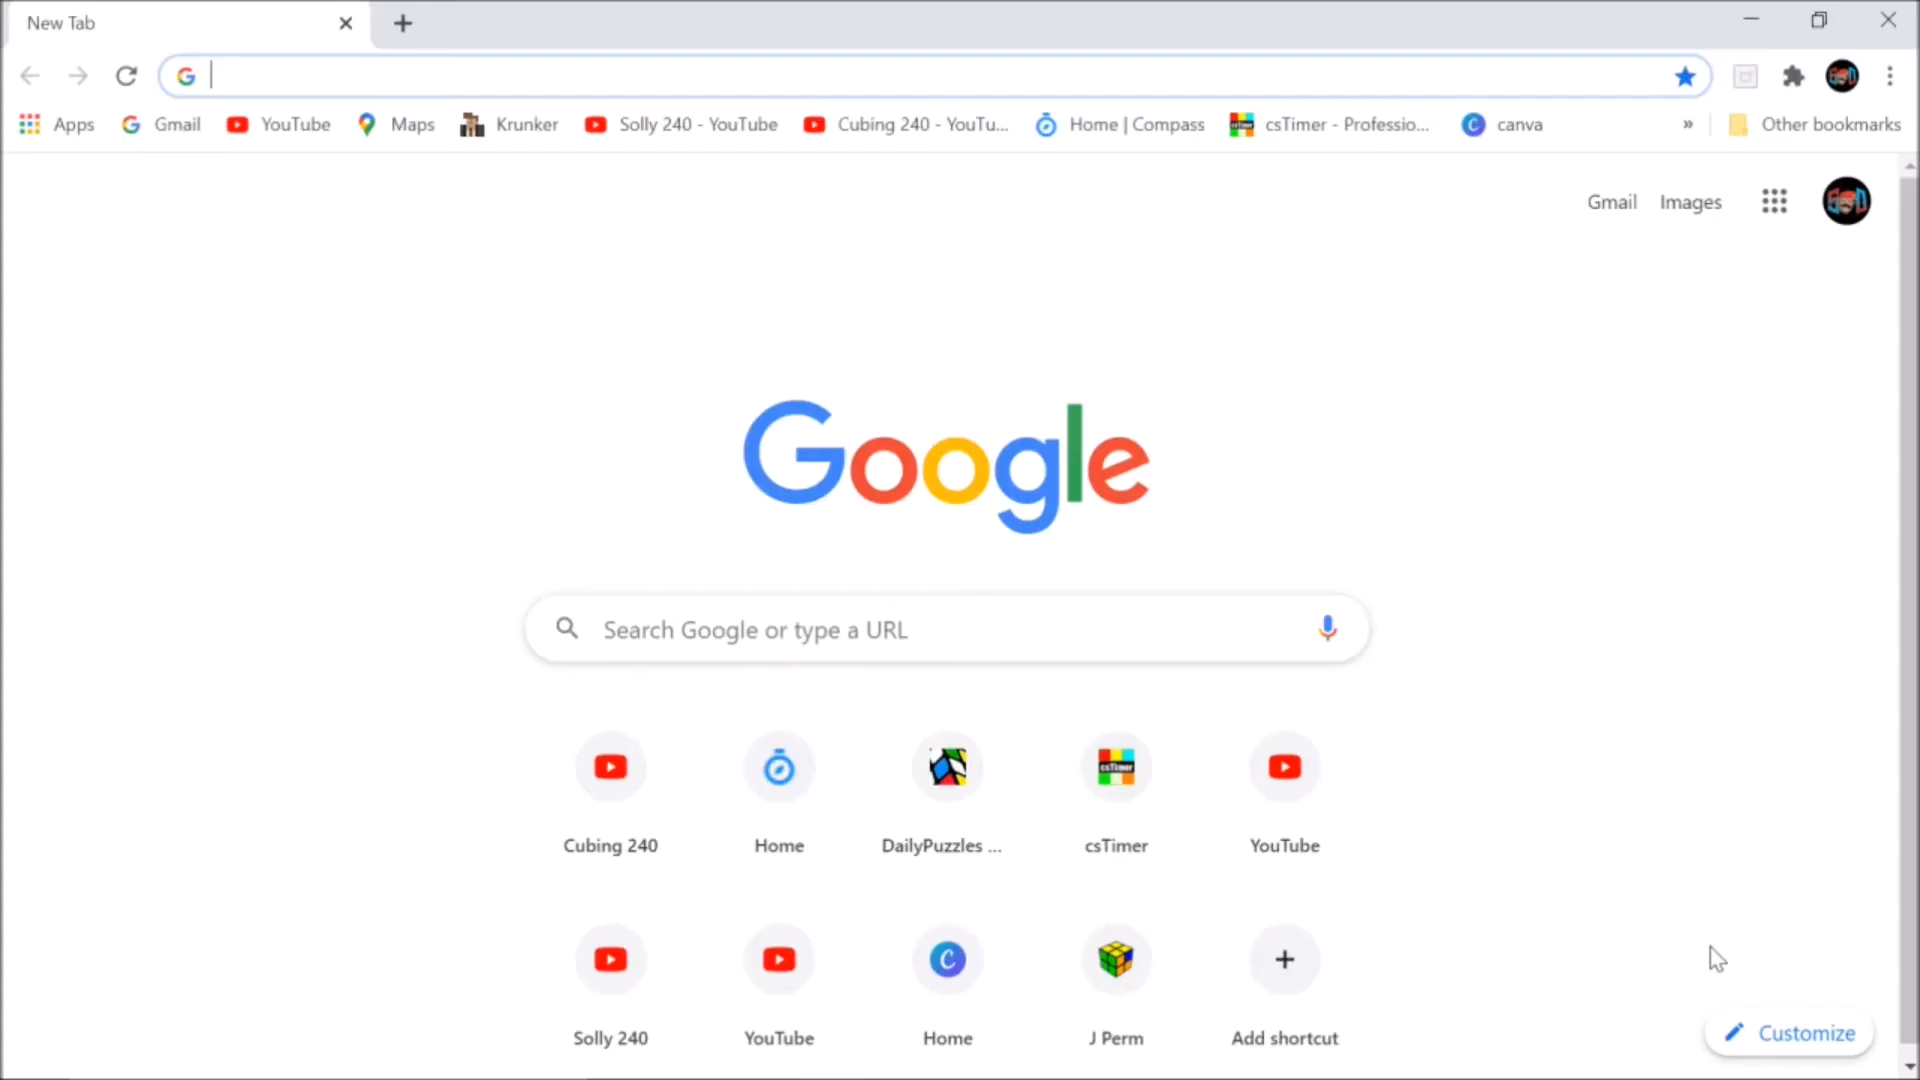 New Tab
Apps Gmail YouTube Maps Krunker Solly 240 - YouTube Cubing 240 - YouTu... Home | Compass csTimer - Professio... canva » Other bookmarks
Gmail Images
Google
Search Google or type a URL
csTimer
Cubing 240 Home DailyPuzzles ... csTimer YouTube
Solly 240 YouTube Home J Perm Add shortcut
Customize